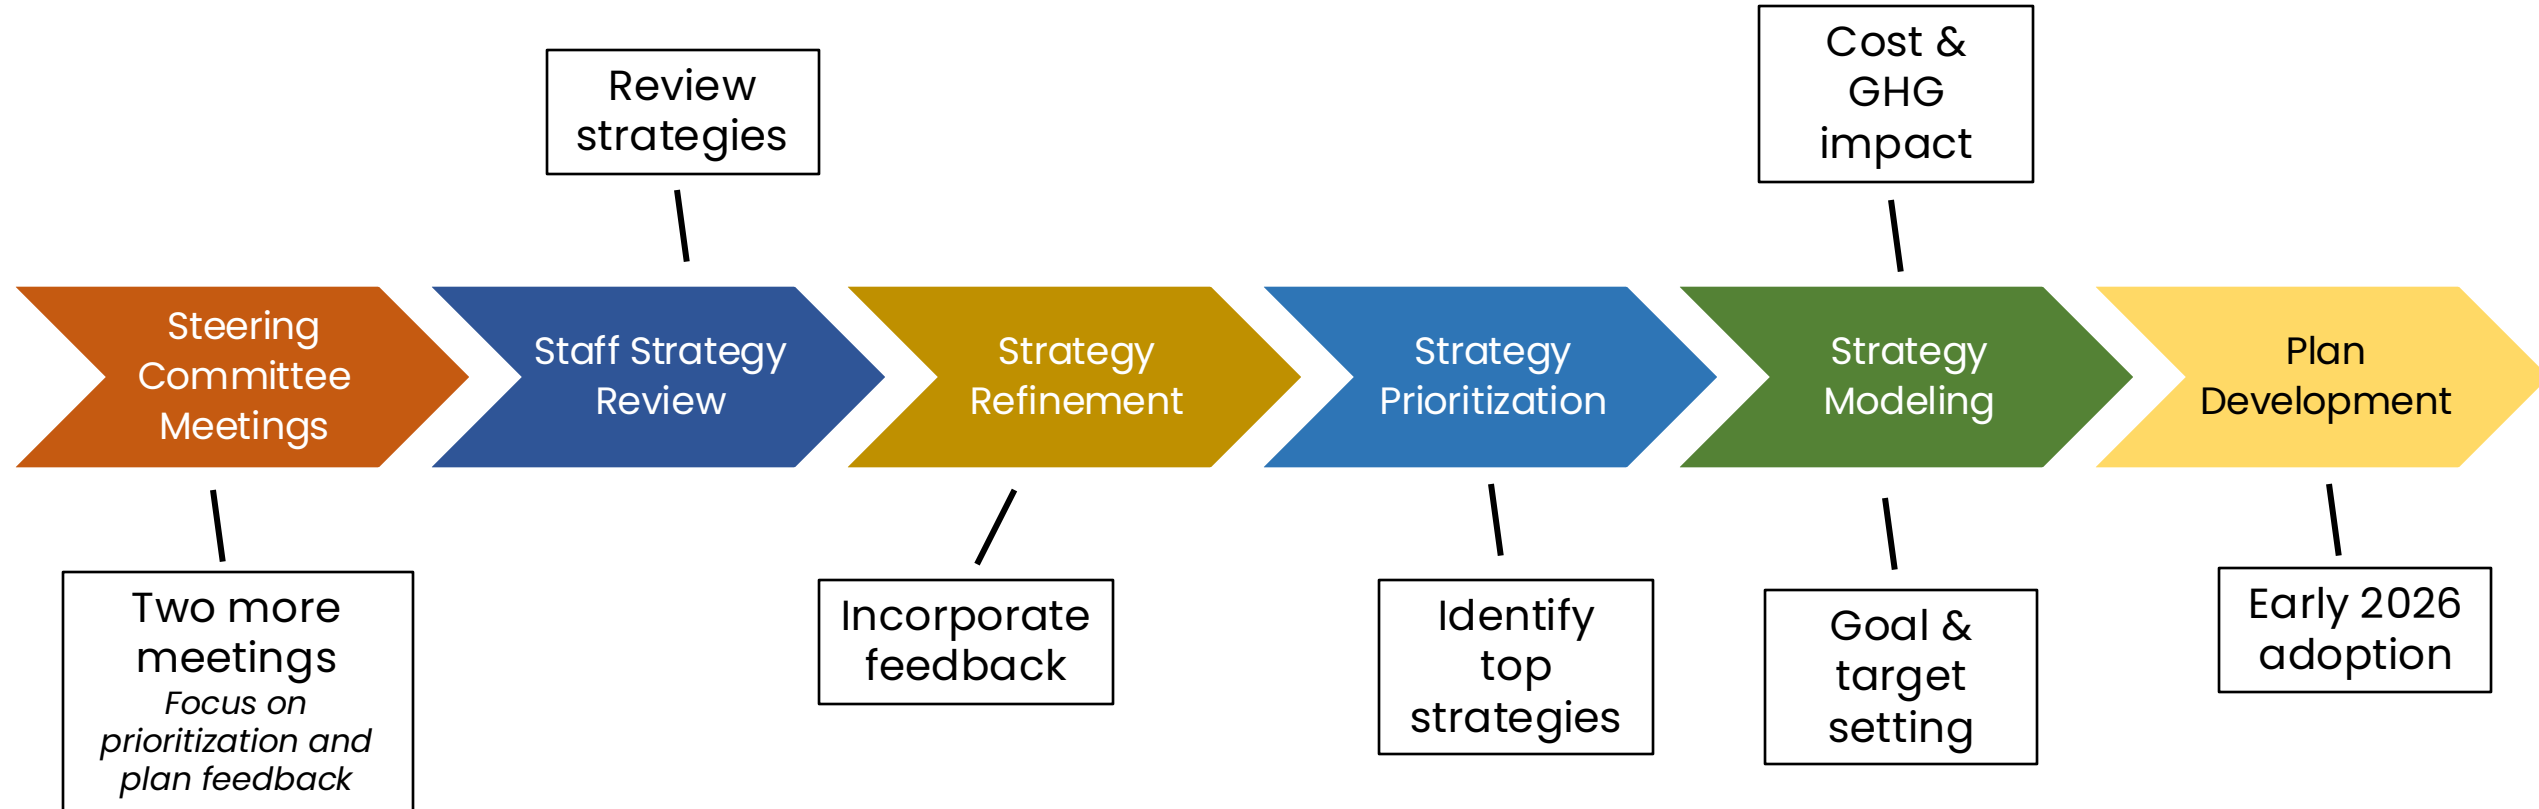 Review
strategies
Cost &
GHG
impact
Steering
Committee
Meetings
Staff Strategy
Review
Strategy
Refinement
Strategy
Prioritization
Strategy
Modeling
Plan
Development
Two more
meetings
Focus on
prioritization and
plan feedback
Incorporate
feedback
Identify
top
strategies
Goal &
target
setting
Early 2026
adoption